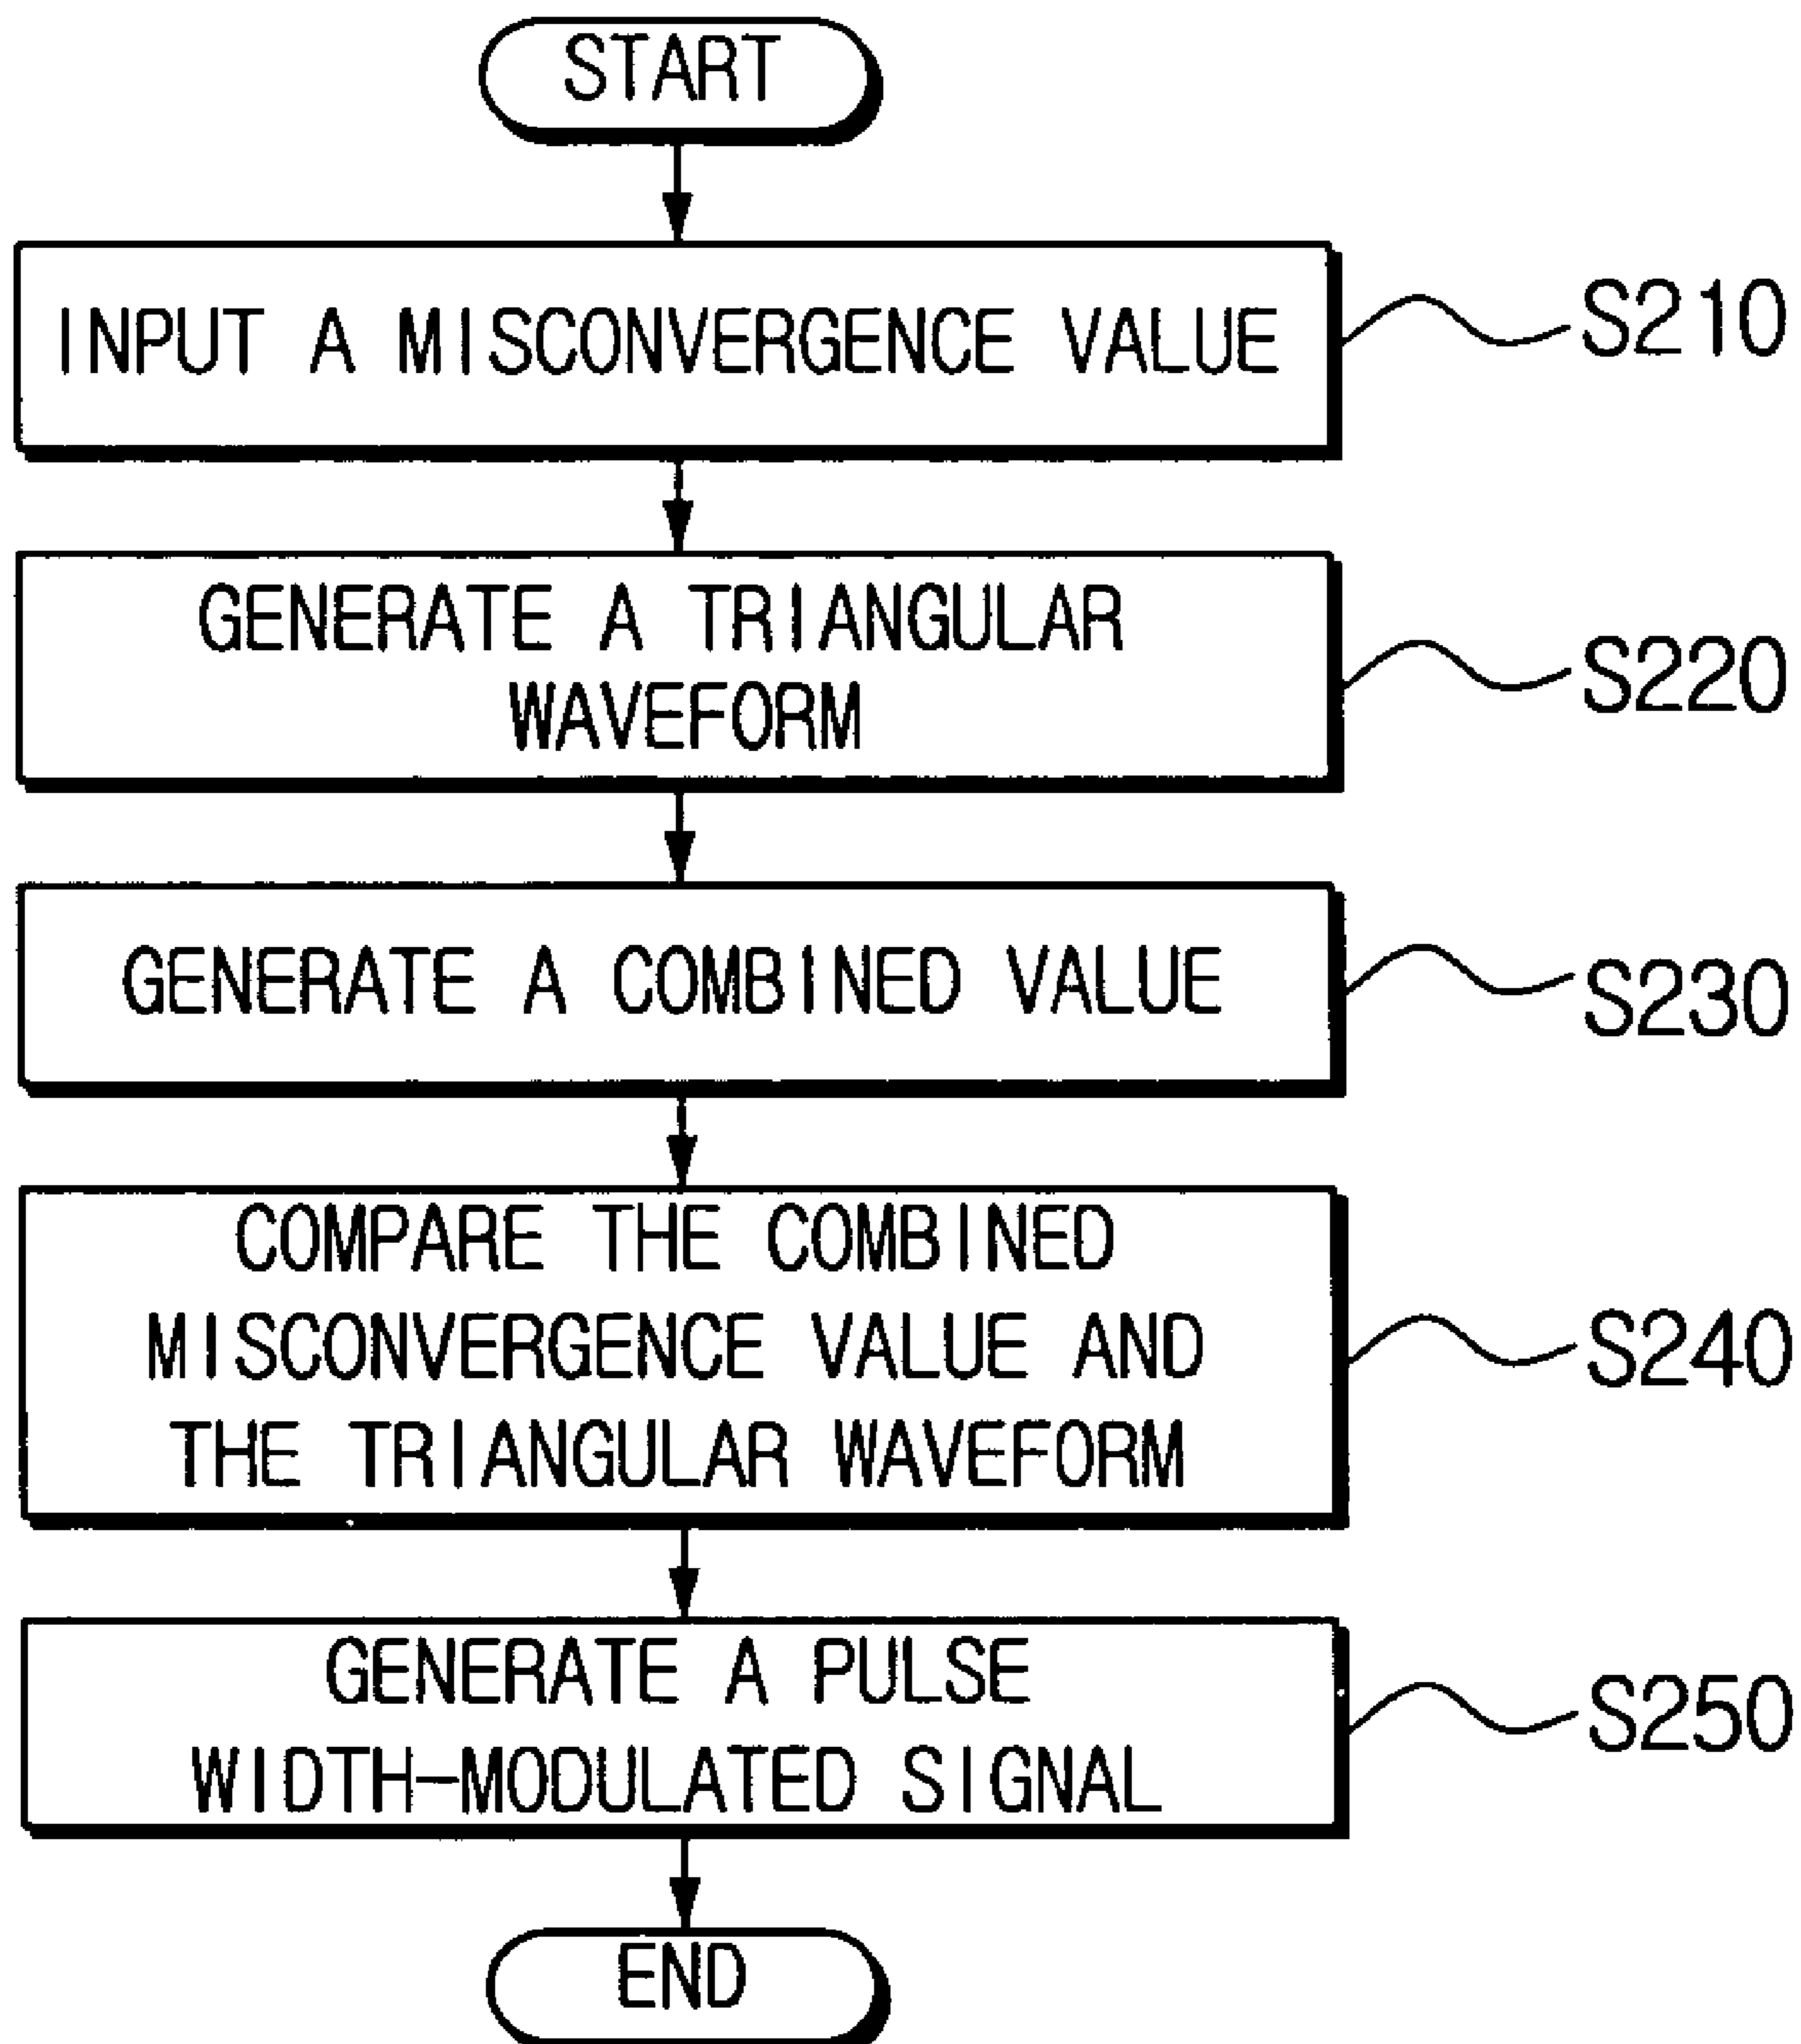 START
INPUT A MISCONVERGENCE VALUE
S210
GENERATE A TRIANGULAR
WAVEFORM
S220
GENERATE A COMBINED VALUE
S230
COMPARE THE COMBINED
MISCONVERGENCE VALUE AND
THE TRIANGULAR WAVEFORM
S240
GENERATE A PULSE
WIDTH-MODULATED SIGNAL
S250
END